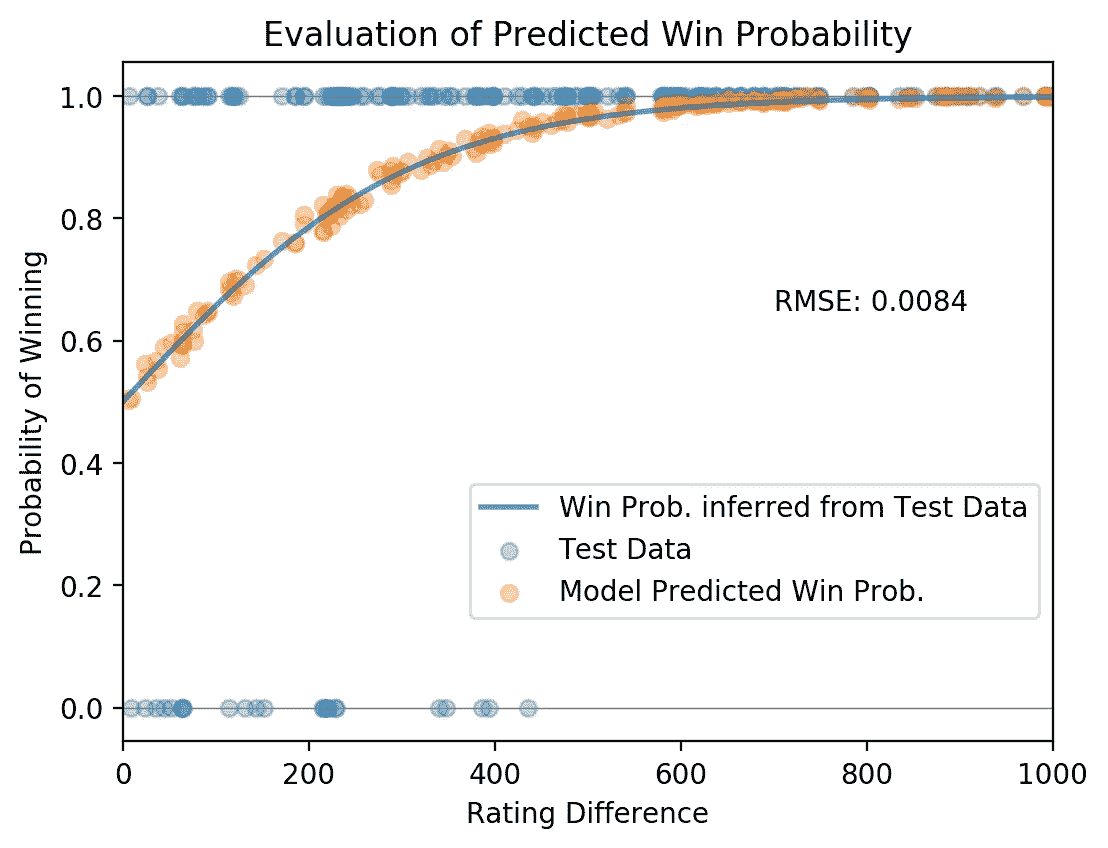 Evaluation of Predicted Win Probability
1.0
0.8
0.6
0.4
0.2
0.0
Probability of Winning
RMSE: 0.0084
Win Prob. inferred from Test Data
Test Data
Model Predicted Win Prob.
0 200 400 600 800 1000
Rating Difference